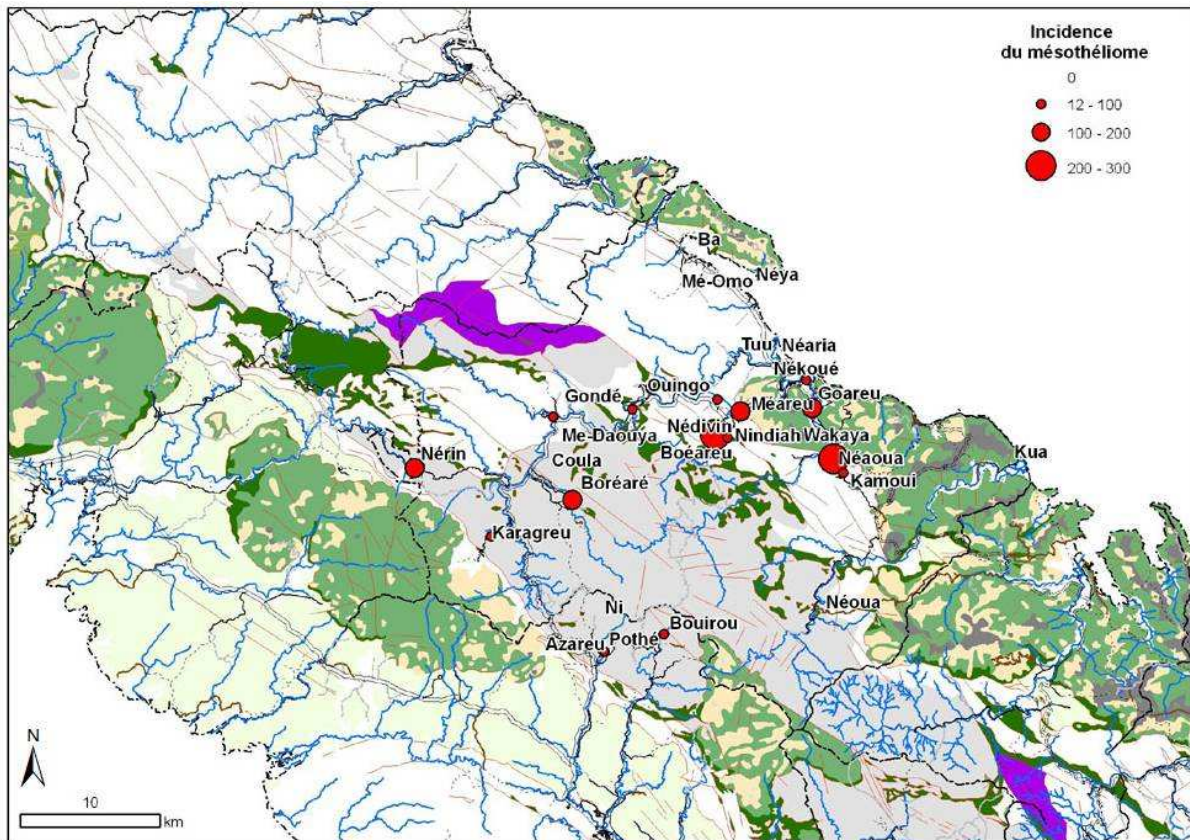 Incidence
du mésothéliome
0
12 - 100
100 - 200
200 - 300
Ba
Néya
Mé-Omo
Tuu
Néaria
Nékoué
Ouingo
Gondé
Goareu
Méareu
Nédivin
Me-Daouya
Nindiah
Wakaya
Boéareu
Kua
Nérin
Coula
Néaoua
Boréaré
Kamoui
Karagreu
Ni
Néoua
Bouirou
Azareu
Pothé
N
10
km